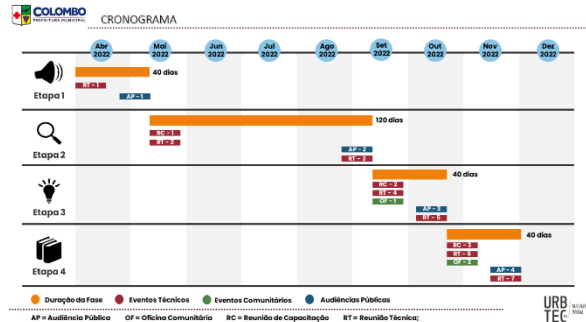 COLOMBO
PREFEITURA MUNICIPAL
CRONOGRAMA
Abr 2022
Mai 2022
Jun 2022
Jul 2022
Ago 2022
Set 2022
Out 2022
Nov 2022
Dez 2022
Etapa 1
40 dias
RT - 1
AP - 1
Etapa 2
120 dias
RC - 1
RT - 2
AP - 2
RT - 3
Etapa 3
40 dias
RC - 2
RT - 4
OF - 1
AP - 3
RT - 5
Etapa 4
40 dias
RC - 3
RT - 6
OF - 2
AP - 4
RT - 7
Duração da Fase
Eventos Técnicos
Eventos Comunitários
Audiências Públicas
AP = Audiência Pública OF = Oficina Comunitária RC = Reunião de Capacitação RT = Reunião Técnica;
URB
TEC